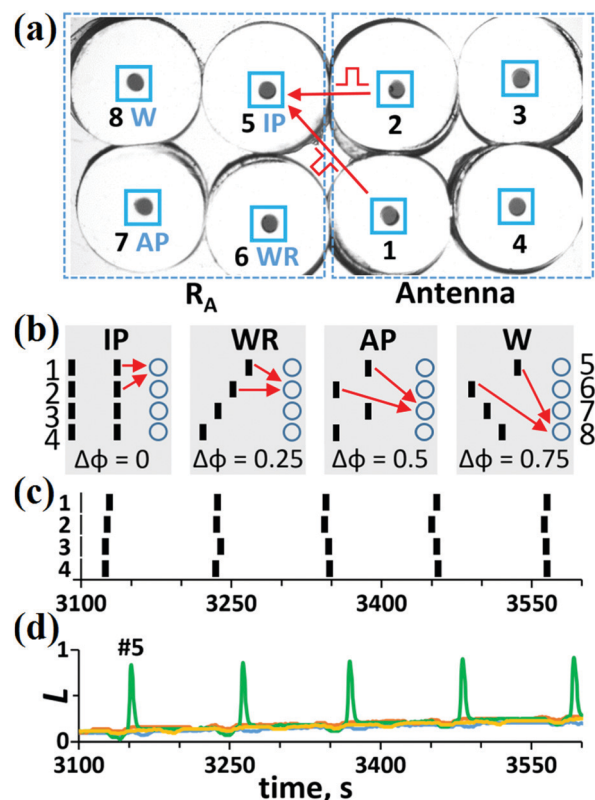 (a)
8 W
5 IP
2
3
7 AP
6 WR
1
4
R_A
Antenna
(b)
IP
WR
AP
W
1
2
3
4
5
6
7
8
Δϕ = 0
Δϕ = 0.25
Δϕ = 0.5
Δϕ = 0.75
(c)
1
2
3
4
3100 3250 3400 3550
(d)
#5
1
L
0
3100 3250 3400 3550
time, s